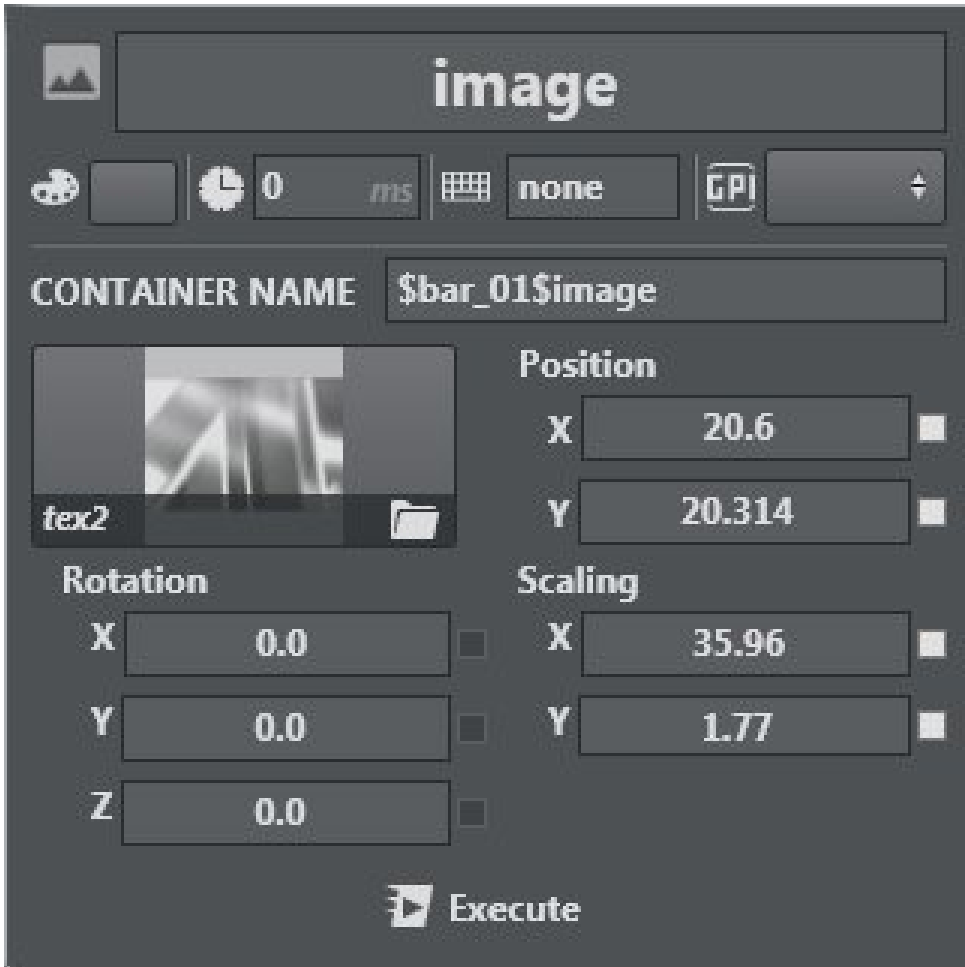 image
0 ms none GPI
CONTAINER NAME $bar_01$image
tex2
Position
X 20.6
Y 20.314
Rotation
X 0.0
Y 0.0
Z 0.0
Scaling
X 35.96
Y 1.77
Execute